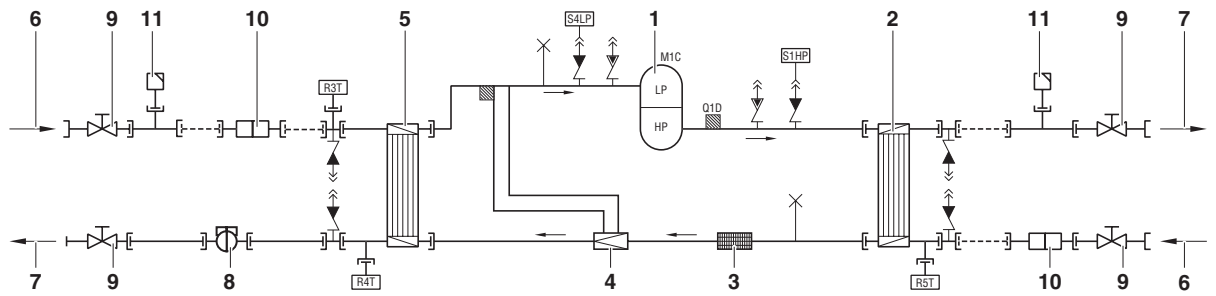 6 9 11 10 5 S4LP 1 S1HP 2 11 9 7
M1C
R3T
LP
Q1D
HP
7 9 8 R4T 4 3 R5T 10 9 6